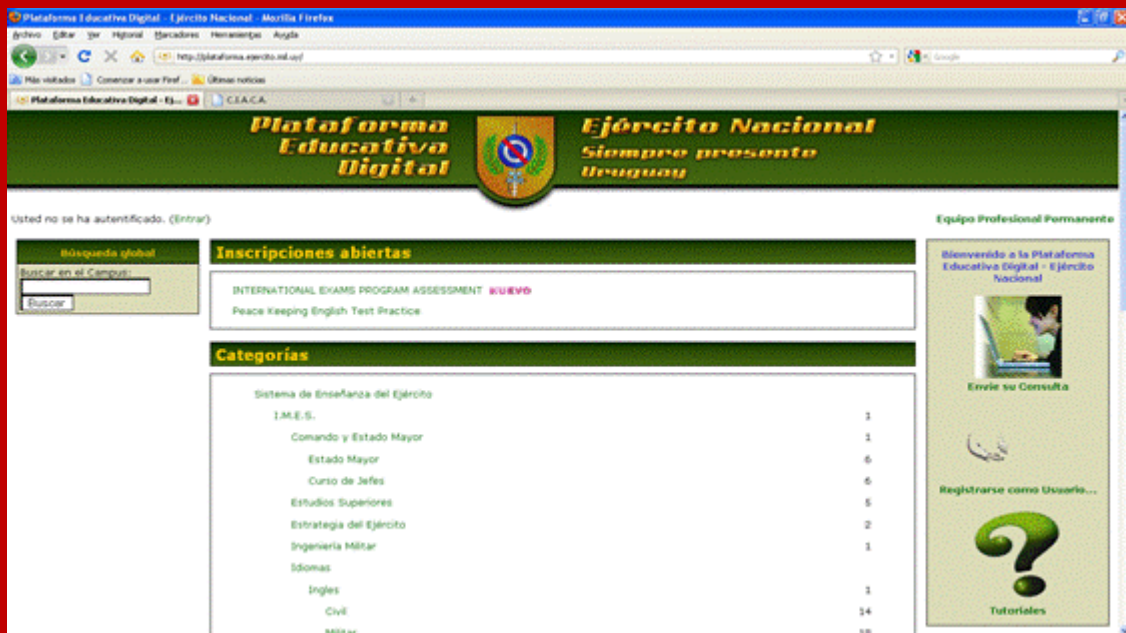 Plataforma Educativa Digital - Ejército Nacional - Mozilla Firefox
Archivo Editar Ver Historial Marcadores Herramientas Ayuda
http://plataforma.ejercito.mil.uy/
Google
Más visitados Comenzar a usar Firef... Últimas noticias
Plataforma Educativa Digital - Ej...
C.I.A.C.A.
Plataforma
Educativa
Digital
Ejército Nacional
Siempre presente
Uruguay
Usted no se ha autentificado. (Entrar)
Equipo Profesional Permanente
Búsqueda global
Buscar en el Campus:
Buscar
Inscripciones abiertas
INTERNATIONAL EXAMS PROGRAM ASSESSMENT NUEVO
Peace Keeping English Test Practice
Categorías
Sistema de Enseñanza del Ejército
I.M.E.S. 1
Comando y Estado Mayor 1
Estado Mayor 6
Curso de Jefes 6
Estudios Superiores 5
Estrategia del Ejército 2
Ingeniería Militar 1
Idiomas
Ingles 1
Civil 14
Militar
Bienvenido a la Plataforma
Educativa Digital - Ejército
Nacional
Envíe su Consulta
Registrarse como Usuario...
Tutoriales